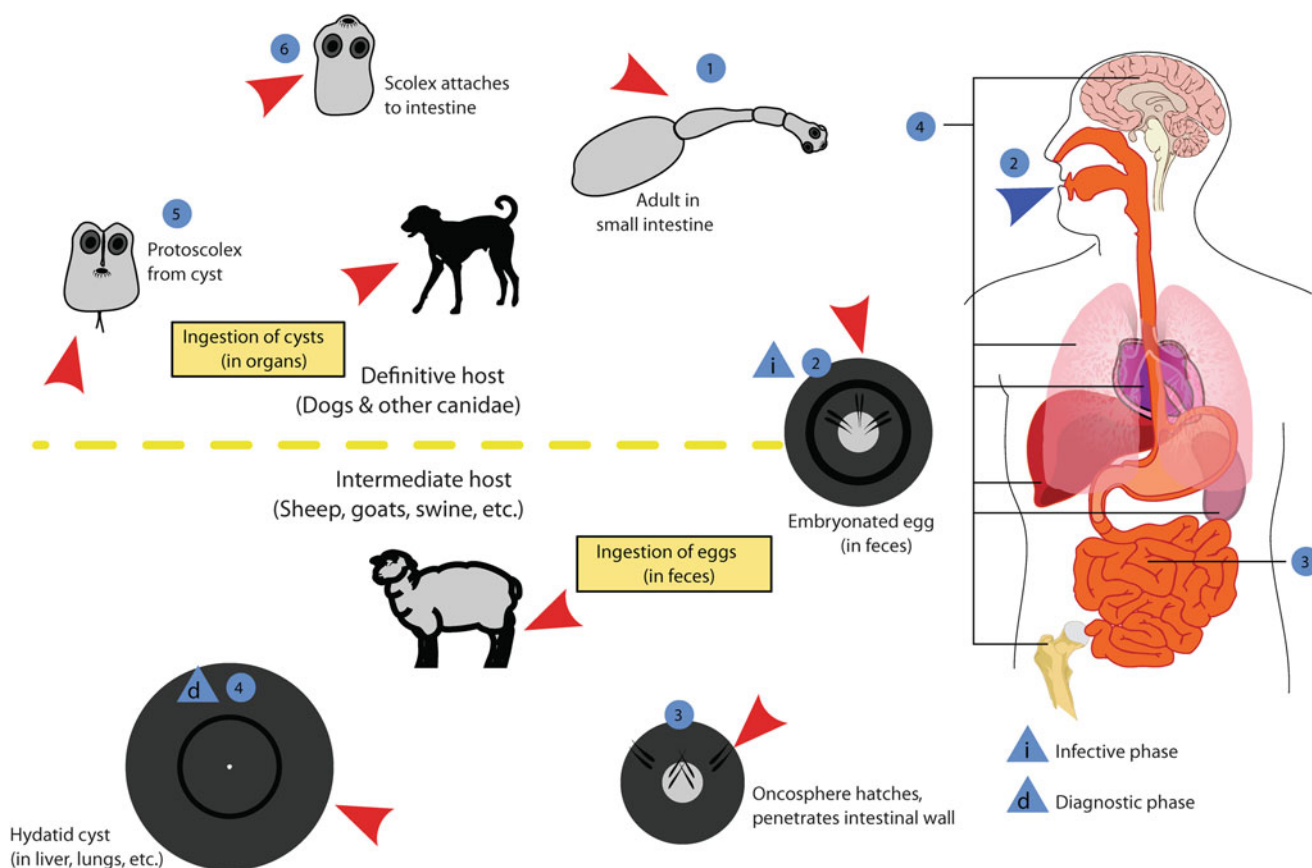 6
Scolex attaches
to intestine
1
Adult in
small intestine
5
Protoscolex
from cyst
Ingestion of cysts
(in organs)
Definitive host
(Dogs & other canidae)
i
2
Embryonated egg
(in feces)
Intermediate host
(Sheep, goats, swine, etc.)
Ingestion of eggs
(in feces)
d
4
Hydatid cyst
(in liver, lungs, etc.)
3
Oncosphere hatches,
penetrates intestinal wall
4
2
3
i Infective phase
d Diagnostic phase